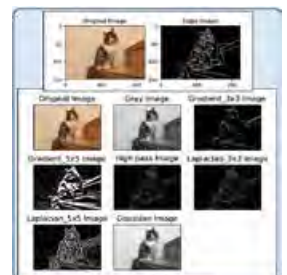 Original Image Edge Image
Original Image Gray Image Gradient_3x3 Image
Gradient_5x5 Image High pass Image Laplacian_3x3 Image
Laplacian_5x5 Image Gaussian Image